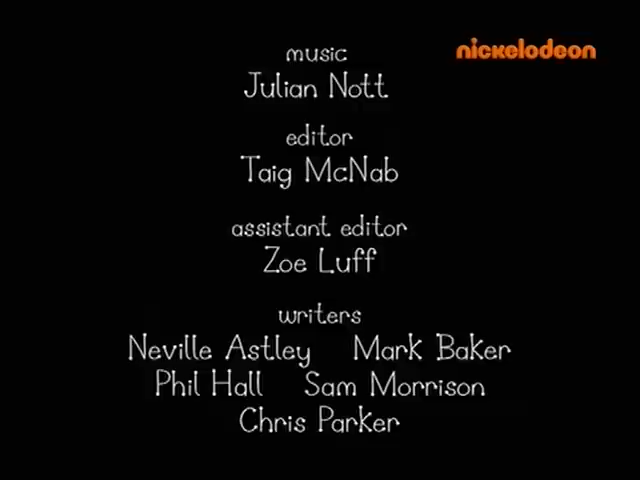 nickelodeon
music
Julian Nott
editor
Taig McNab
assistant editor
Zoe Luff
writers
Neville Astley Mark Baker
Phil Hall Sam Morrison
Chris Parker